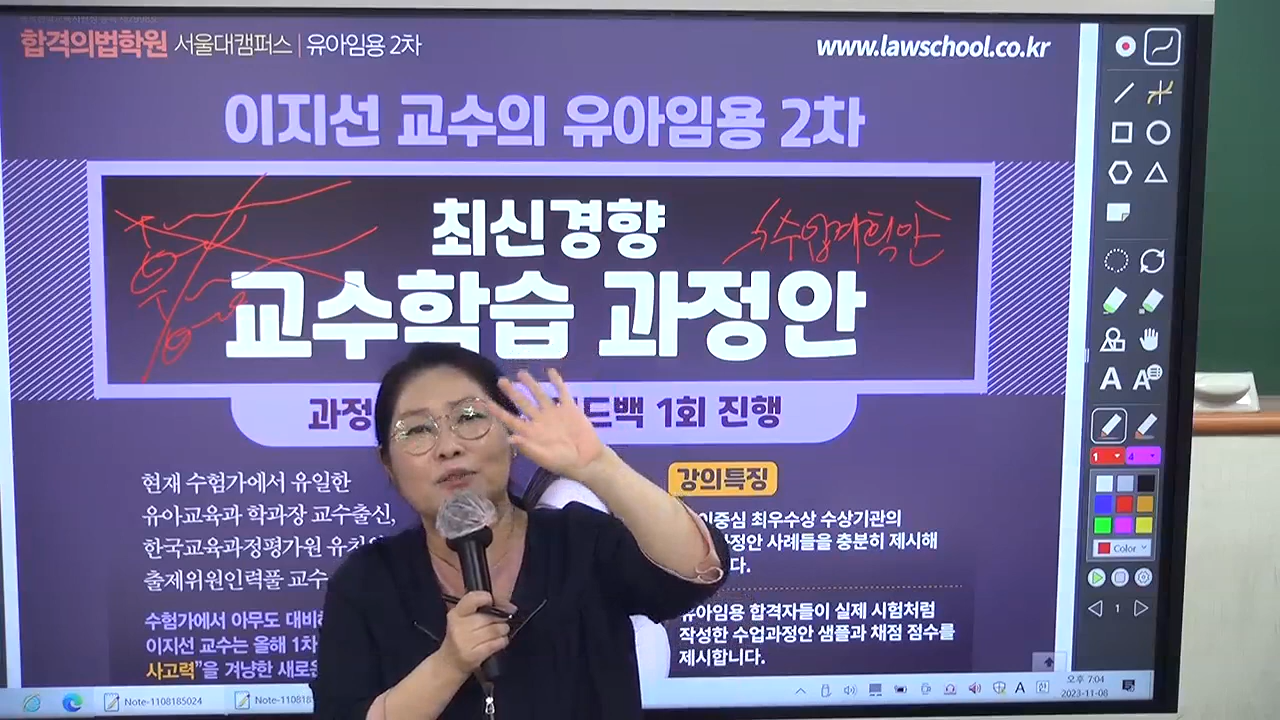 합격의법학원 서울대캠퍼스 | 유아임용 2차
www.lawschool.co.kr
이지선 교수의 유아임용 2차
최신경향
수업계획안
교수학습 과정안
과정 드백 1회 진행
현재 수험가에서 유일한
유아교육과 학과장 교수출신,
한국교육과정평가원 유치
출제위원인력풀 교수
수험가에서 아무도 대비하
이지선 교수는 올해 1차
사고력”을 겨냥한 새로운
강의특징
이중심 최우수상 수상기관의
과정안 사례들을 충분히 제시해
다.
유아임용 합격자들이 실제 시험처럼
작성한 수업과정안 샘플과 채점 점수를
제시합니다.
A A
1 4
Color
1
Note-1108185024
Note-11081
A
오후 7:04
2023-11-08